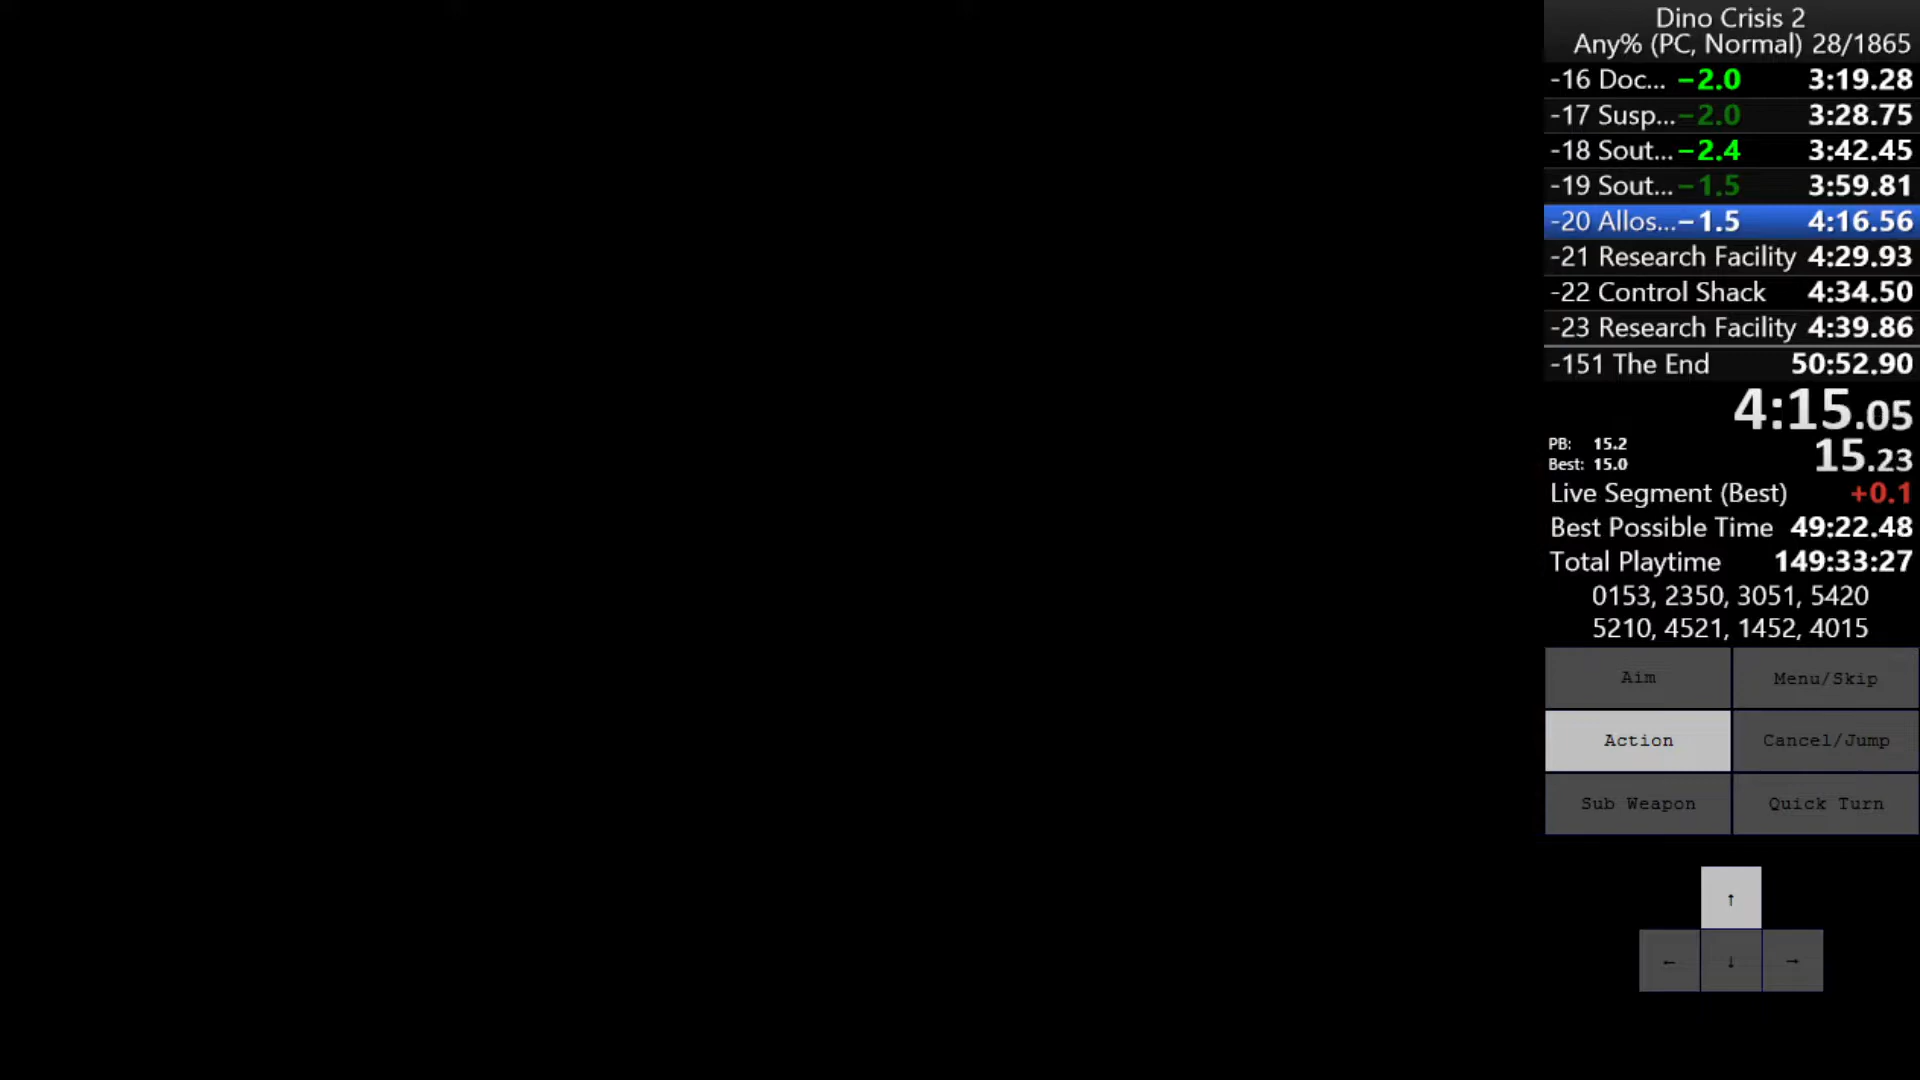 Dino Crisis 2
Any% (PC, Normal) 28/1865
-16 Doc... −2.0 3:19.28
-17 Susp... −2.0 3:28.75
-18 Sout... −2.4 3:42.45
-19 Sout... −1.5 3:59.81
-20 Allos... −1.5 4:16.56
-21 Research Facility 4:29.93
-22 Control Shack 4:34.50
-23 Research Facility 4:39.86
-151 The End 50:52.90
4:15.05
PB: 15.2
Best: 15.0
15.23
Live Segment (Best) +0.1
Best Possible Time 49:22.48
Total Playtime 149:33:27
0153, 2350, 3051, 5420
5210, 4521, 1452, 4015
Aim Menu/Skip
Action Cancel/Jump
Sub Weapon Quick Turn
↑
← ↓ →